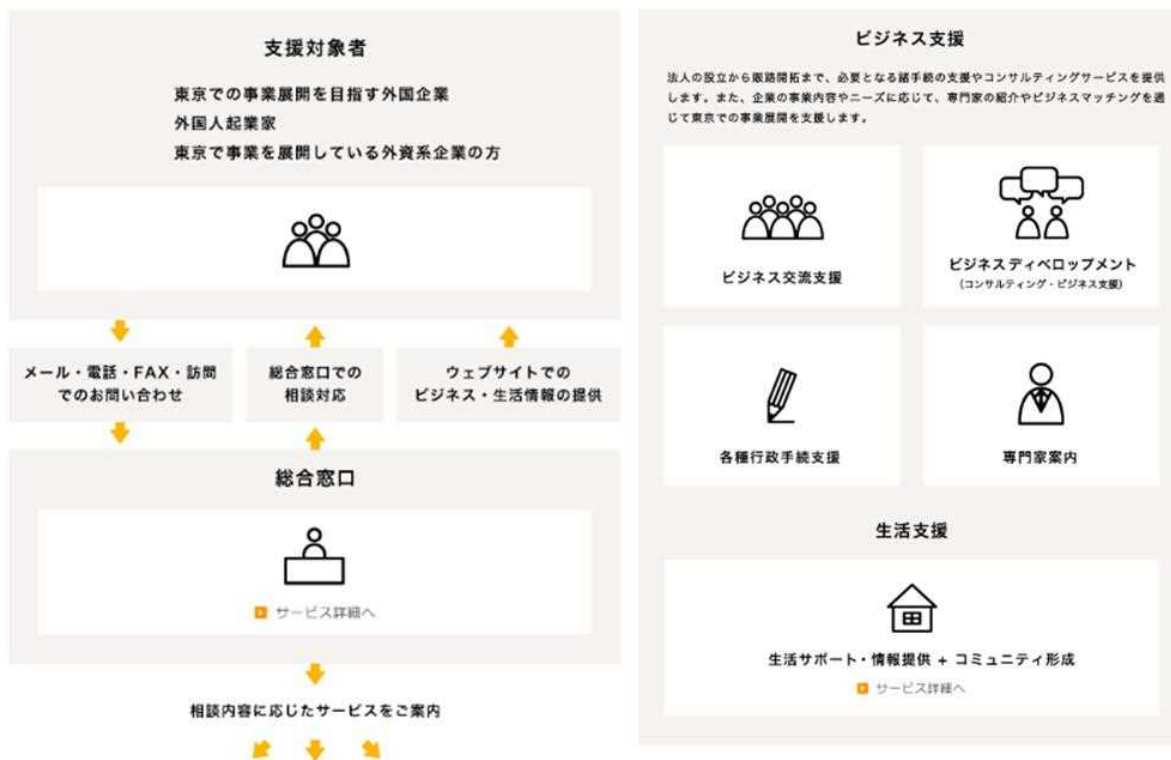 支援対象者
東京での事業展開を目指す外国企業
外国人起業家
東京で事業を展開している外資系企業の方
メール・電話・FAX・訪問
でのお問い合わせ
総合窓口での
相談対応
ウェブサイトでの
ビジネス・生活情報の提供
総合窓口
サービス詳細へ
相談内容に応じたサービスをご案内
ビジネス支援
法人の設立から販路開拓まで、必要となる諸手続の支援やコンサルティングサービスを提供
します。また、企業の事業内容やニーズに応じて、専門家の紹介やビジネスマッチングを通
じて東京での事業展開を支援します。
ビジネス交流支援
ビジネスディベロップメント
(コンサルティング・ビジネス支援)
各種行政手続支援
専門家案内
生活支援
生活サポート・情報提供 + コミュニティ形成
サービス詳細へ